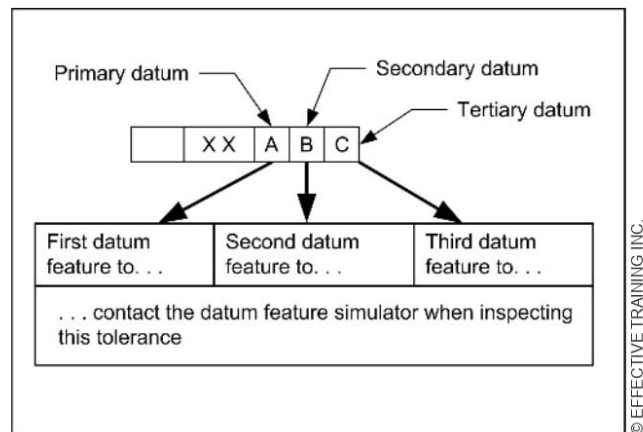 Primary datum
Secondary datum
Tertiary datum
X X A B C
First datum
feature to. . .
Second datum
feature to. . .
Third datum
feature to. . .
. . . contact the datum feature simulator when inspecting
this tolerance
© EFFECTIVE TRAINING INC.